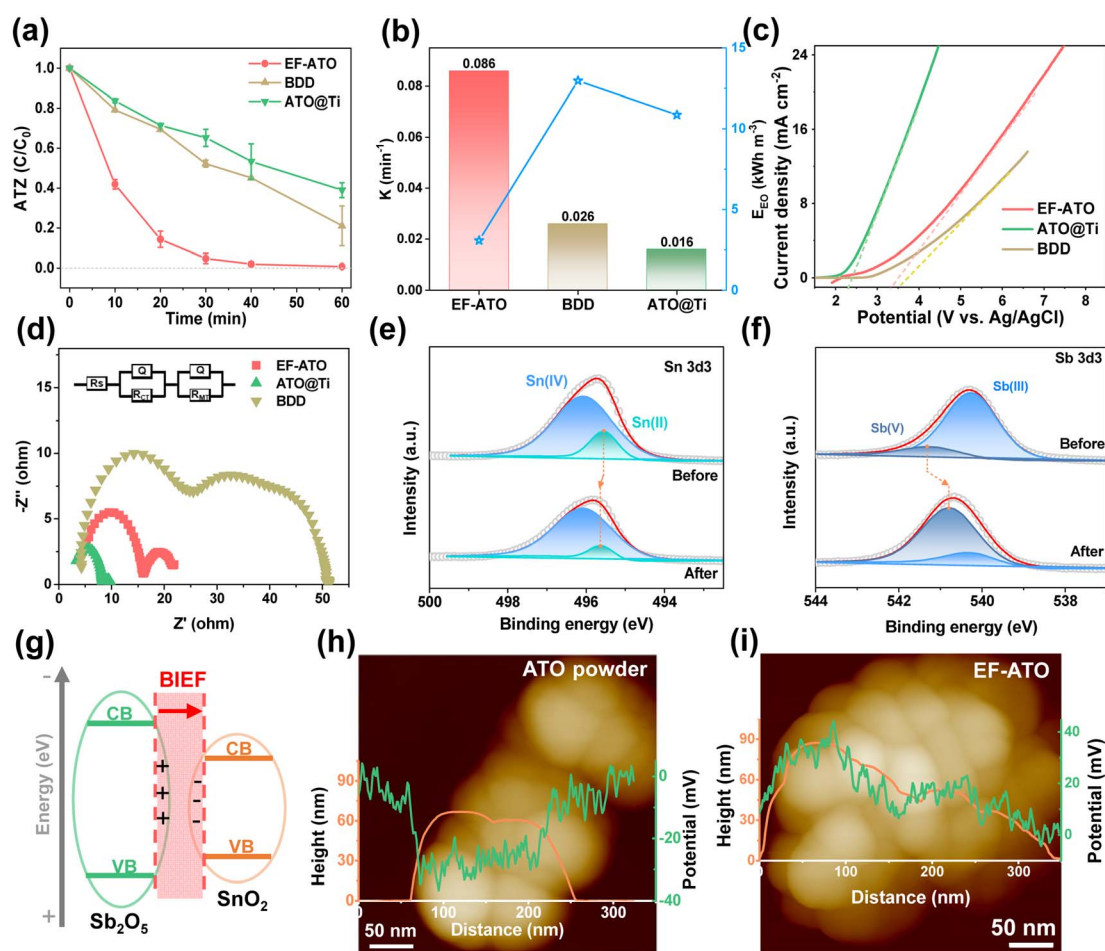 (a)
ATZ (C/C0)
1.0
0.8
0.6
0.4
0.2
0.0
0 10 20 30 40 50 60
Time (min)
EF-ATO
BDD
ATO@Ti
(b)
K (min-1)
0.08
0.06
0.04
0.02
0.00
0.086
0.026
0.016
EF-ATO BDD ATO@Ti
15
10
5
0
EEO (kWh m-3)
(c)
Current density (mA cm-2)
24
16
8
0
2 3 4 5 6 7 8
Potential (V vs. Ag/AgCl)
EF-ATO
ATO@Ti
BDD
(d)
-Z'' (ohm)
15
10
5
0
0 10 20 30 40 50
Z' (ohm)
Rs
Q
RCT
Q
RMT
EF-ATO
ATO@Ti
BDD
(e)
Sn 3d3
Sn(IV)
Sn(II)
Before
After
Intensity (a.u.)
500 498 496 494
Binding energy (eV)
(f)
Sb 3d3
Sb(III)
Sb(V)
Before
After
Intensity (a.u.)
544 542 540 538
Binding energy (eV)
(g)
BIEF
-
Energy (eV)
+
CB
VB
CB
VB
+
+
+
-
-
-
Sb2O5
SnO2
(h)
ATO powder
Height (nm)
90
60
30
0
0 100 200 300
Distance (nm)
0
-20
-40
Potential (mV)
50 nm
(i)
EF-ATO
Height (nm)
90
60
30
0
0 100 200 300
Distance (nm)
40
20
0
Potential (mV)
50 nm